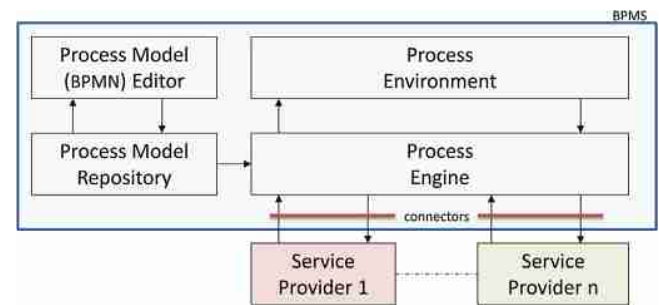 BPMS
Process Model
(BPMN) Editor
Process
Environment
Process Model
Repository
Process
Engine
connectors
Service
Provider 1
Service
Provider n